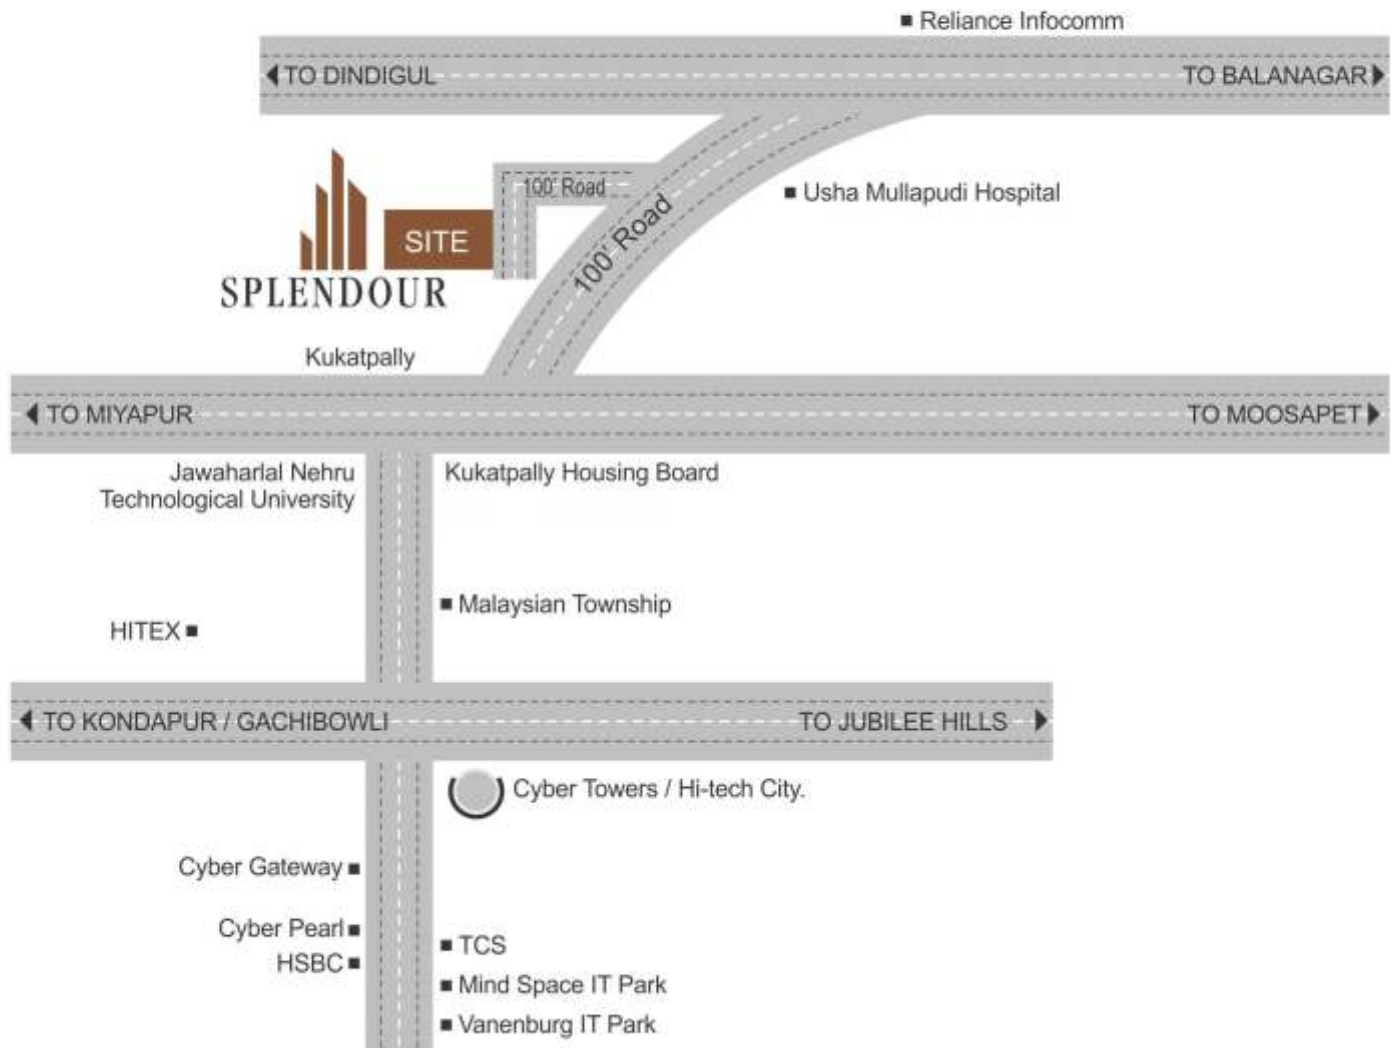 Reliance Infocomm
TO DINDIGUL
TO BALANAGAR
100' Road
Usha Mullapudi Hospital
100' Road
SITE
SPLENDOUR
Kukatpally
TO MIYAPUR
TO MOOSAPET
Jawaharlal Nehru
Technological University
Kukatpally Housing Board
Malaysian Township
HITEX
TO KONDAPUR / GACHIBOWLI
TO JUBILEE HILLS
Cyber Towers / Hi-tech City.
Cyber Gateway
Cyber Pearl
HSBC
TCS
Mind Space IT Park
Vanenburg IT Park